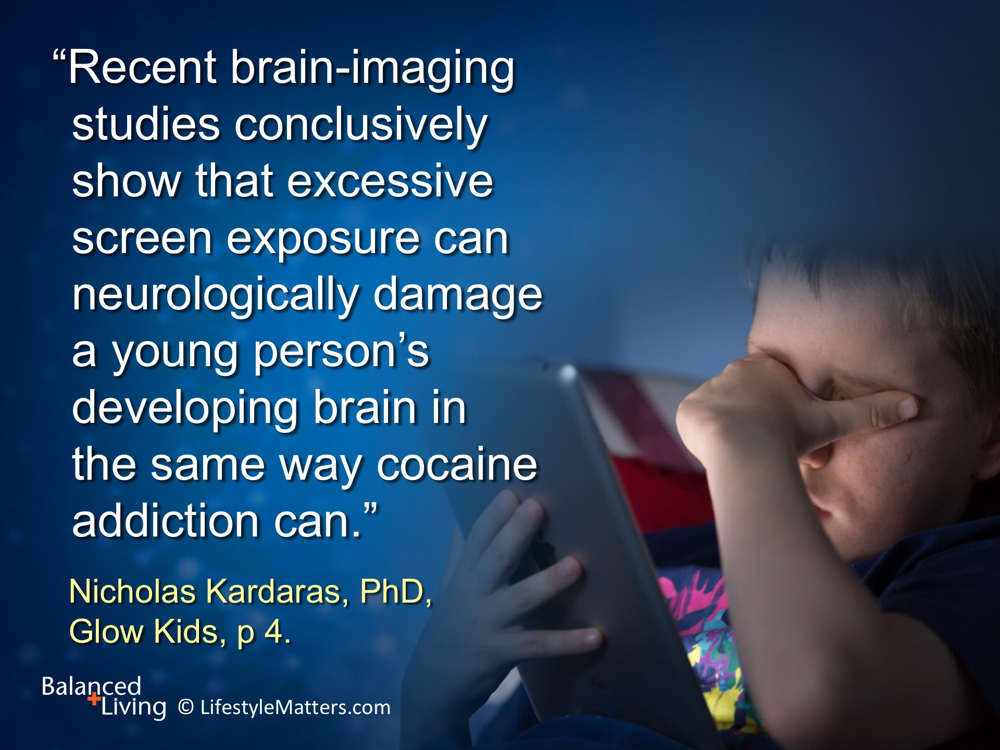 “Recent brain-imaging
studies conclusively
show that excessive
screen exposure can
neurologically damage
a young person’s
developing brain in
the same way cocaine
addiction can.”
Nicholas Kardaras, PhD,
Glow Kids, p 4.
Balanced
Living © LifestyleMatters.com
iPad